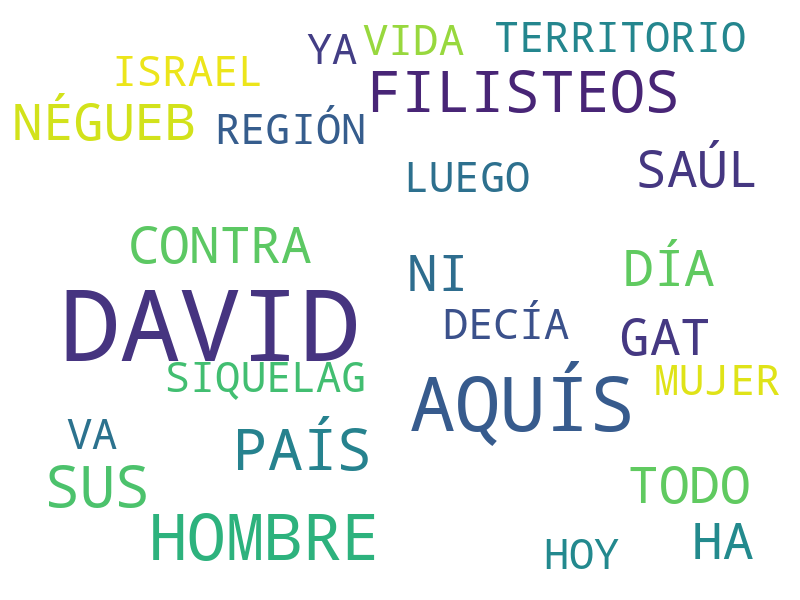 YA VIDA TERRITORIO
ISRAEL FILISTEOS
NÉGUEB REGIÓN
LUEGO SAÚL
CONTRA NI DÍA
DAVID DECÍA GAT
SIQUELAG AQUÍS MUJER
VA PAÍS
SUS TODO
HOMBRE HOY HA